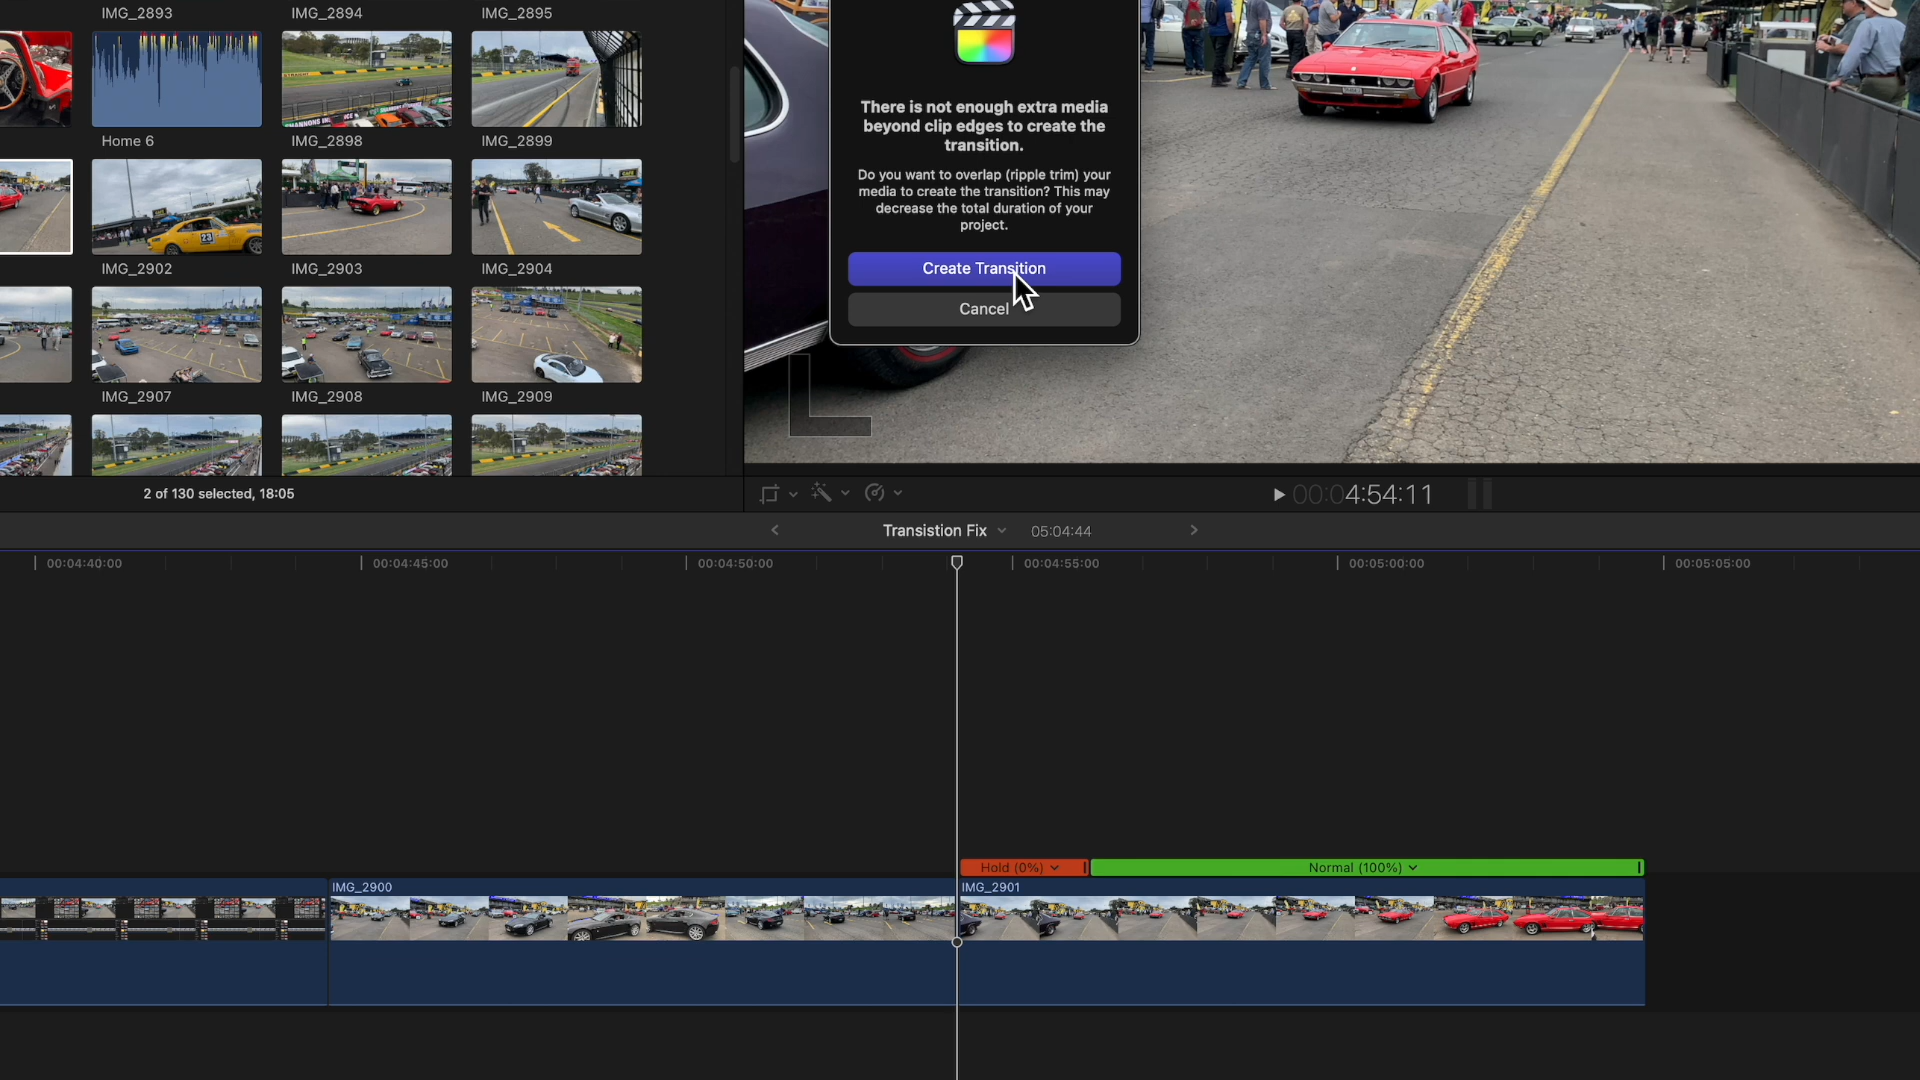 IMG_2893
IMG_2894
IMG_2895
Home 6
IMG_2898
IMG_2899
IMG_2902
IMG_2903
IMG_2904
IMG_2907
IMG_2908
IMG_2909
There is not enough extra media
beyond clip edges to create the
transition.
Do you want to overlap (ripple trim) your
media to create the transition? This may
decrease the total duration of your
project.
Create Transition
Cancel
2 of 130 selected, 18:05
00:04:54:11
Transistion Fix
05:04:44
00:04:40:00
00:04:45:00
00:04:50:00
00:04:55:00
00:05:00:00
00:05:05:00
Hold (0%)
Normal (100%)
IMG_2900
IMG_2901
23